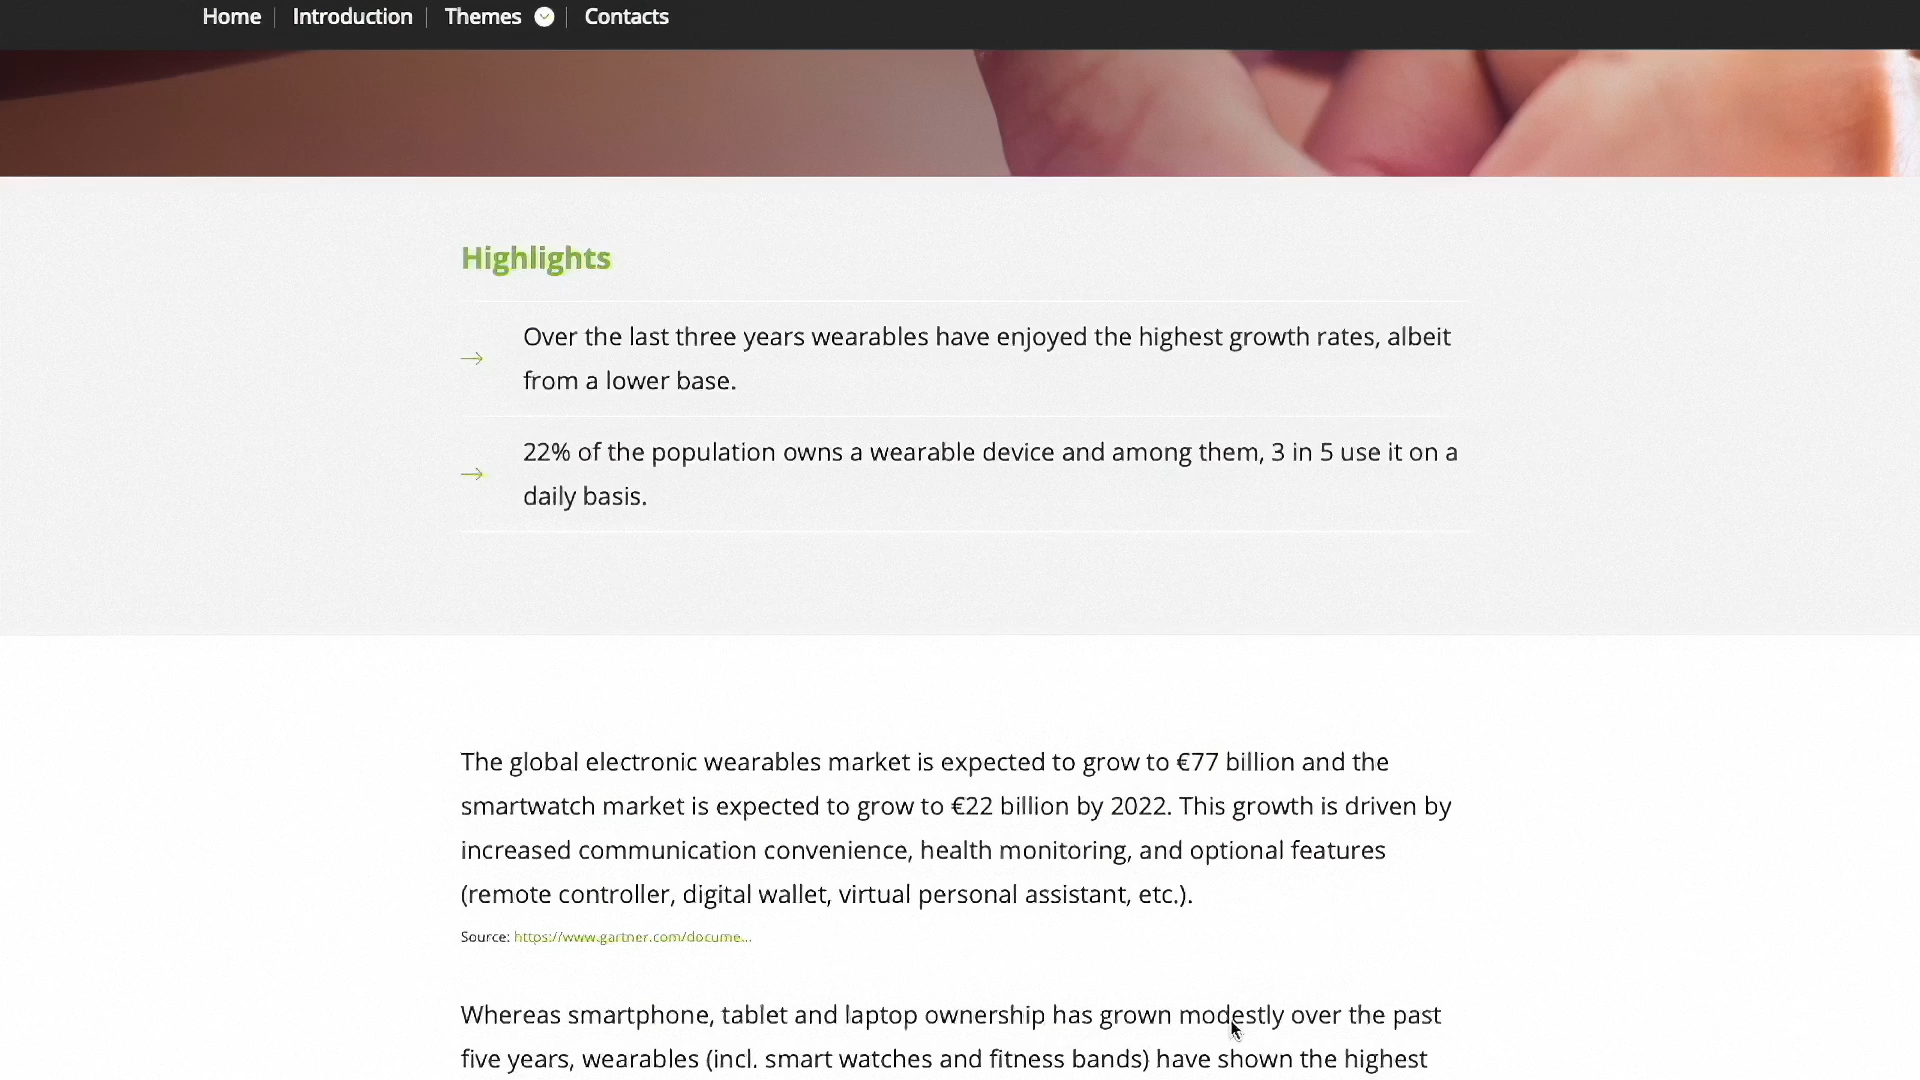 Home Introduction Themes Contacts
Highlights
Over the last three years wearables have enjoyed the highest growth rates, albeit
from a lower base.
22% of the population owns a wearable device and among them, 3 in 5 use it on a
daily basis.
The global electronic wearables market is expected to grow to €77 billion and the
smartwatch market is expected to grow to €22 billion by 2022. This growth is driven by
increased communication convenience, health monitoring, and optional features
(remote controller, digital wallet, virtual personal assistant, etc.).
Source: https://www.gartner.com/docume...
Whereas smartphone, tablet and laptop ownership has grown modestly over the past
five years, wearables (incl. smart watches and fitness bands) have shown the highest